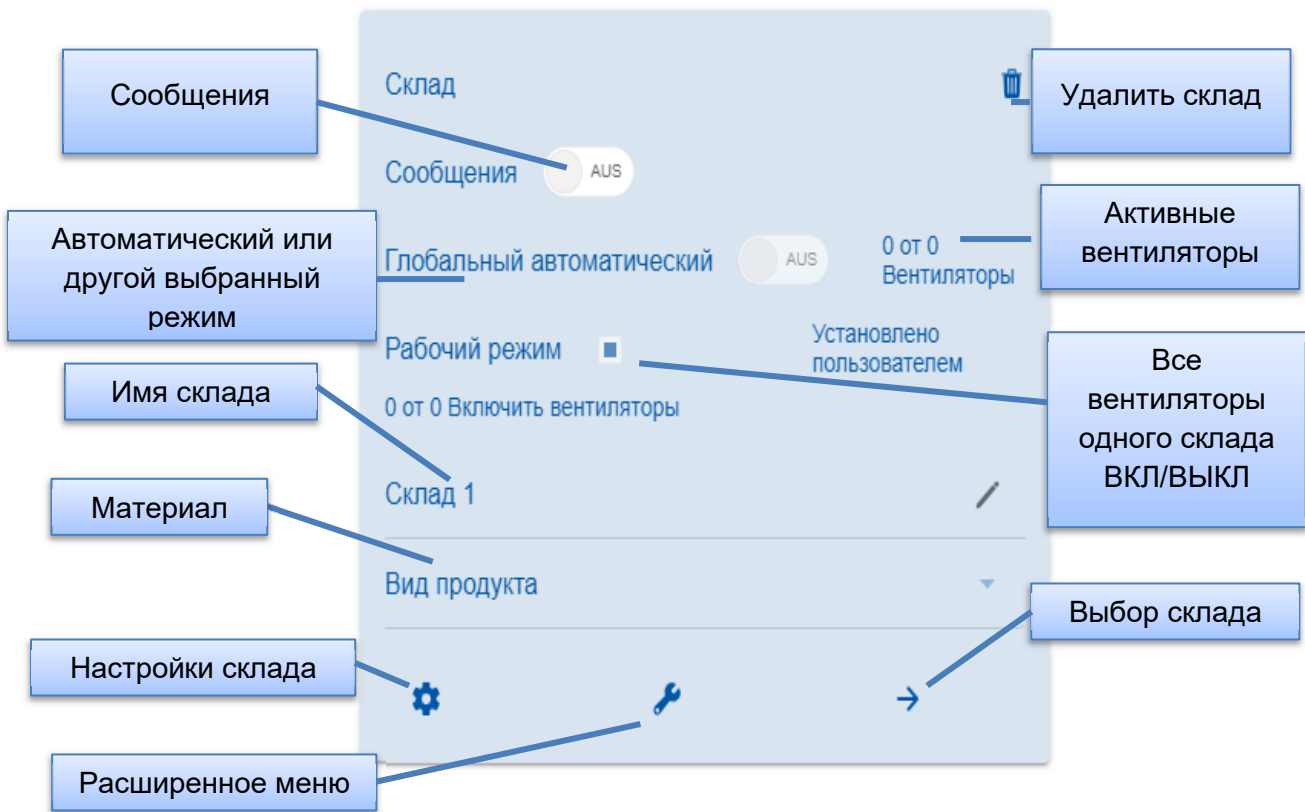 Сообщения
Склад
Удалить склад
Сообщения
AUS
Активные
вентиляторы
Автоматический или
другой выбранный
режим
Глобальный автоматический
AUS
0 от 0
Вентиляторы
Рабочий режим
Установлено
пользователем
Все
вентиляторы
одного склада
ВКЛ/ВЫКЛ
Имя склада
0 от 0 Включить вентиляторы
Материал
Склад 1
Вид продукта
Выбор склада
Настройки склада
Расширенное меню